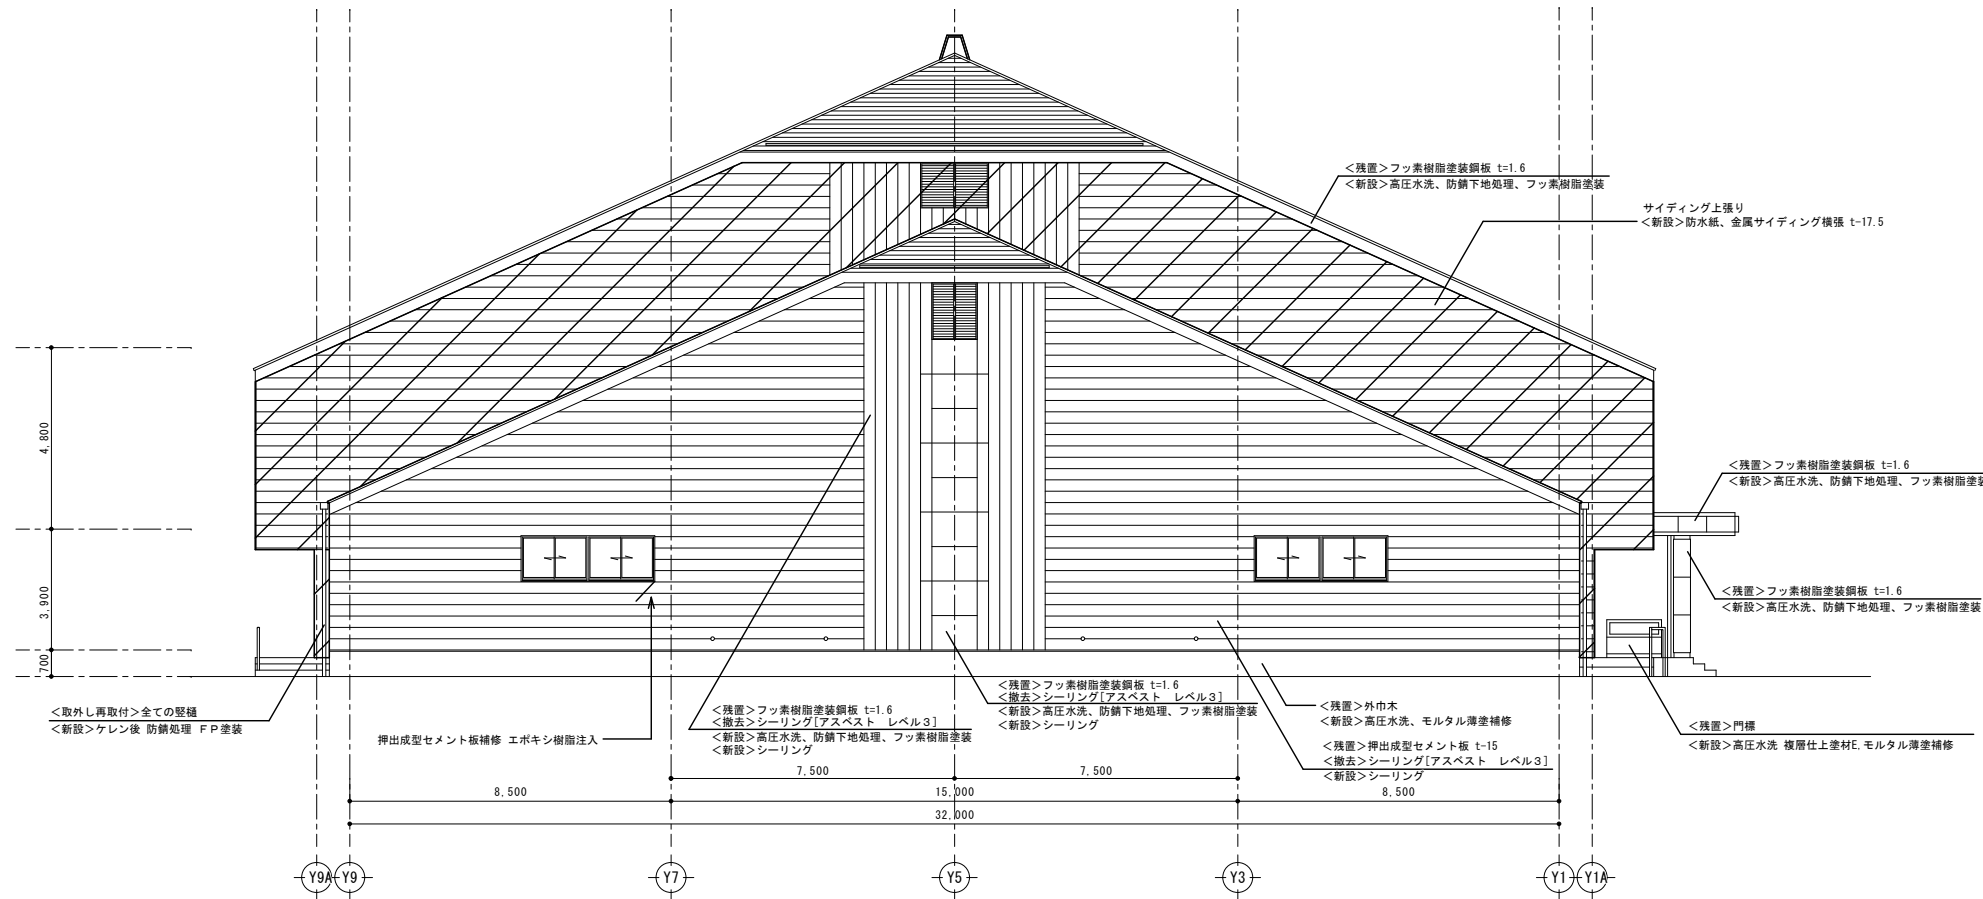 <残置>フッ素樹脂塗装鋼板 t=1.6
<新設>高圧水洗、防錆下地処理、フッ素樹脂塗装
サイディング上張り
<新設>防水紙、金属サイディング横張 t-17.5
<残置>フッ素樹脂塗装鋼板 t=1.6
<新設>高圧水洗、防錆下地処理、フッ素樹脂塗装
<残置>フッ素樹脂塗装鋼板 t=1.6
<新設>高圧水洗、防錆下地処理、フッ素樹脂塗装
4,800
3,900
700
<取外し再取付>全ての竪樋
<新設>ケレン後 防錆処理 FP塗装
押出成型セメント板補修 エポキシ樹脂注入
<残置>フッ素樹脂塗装鋼板 t=1.6
<撤去>シーリング[アスベスト レベル3]
<新設>高圧水洗、防錆下地処理、フッ素樹脂塗装
<新設>シーリング
<残置>フッ素樹脂塗装鋼板 t=1.6
<撤去>シーリング[アスベスト レベル3]
<新設>高圧水洗、防錆下地処理、フッ素樹脂塗装
<新設>シーリング
<残置>外巾木
<新設>高圧水洗、モルタル薄塗補修
<残置>押出成型セメント板 t-15
<撤去>シーリング[アスベスト レベル3]
<新設>シーリング
<残置>門標
<新設>高圧水洗 複層仕上塗材E,モルタル薄塗補修
7,500
7,500
8,500
15,000
8,500
32,000
Y9A
Y9
Y7
Y5
Y3
Y1
Y1A